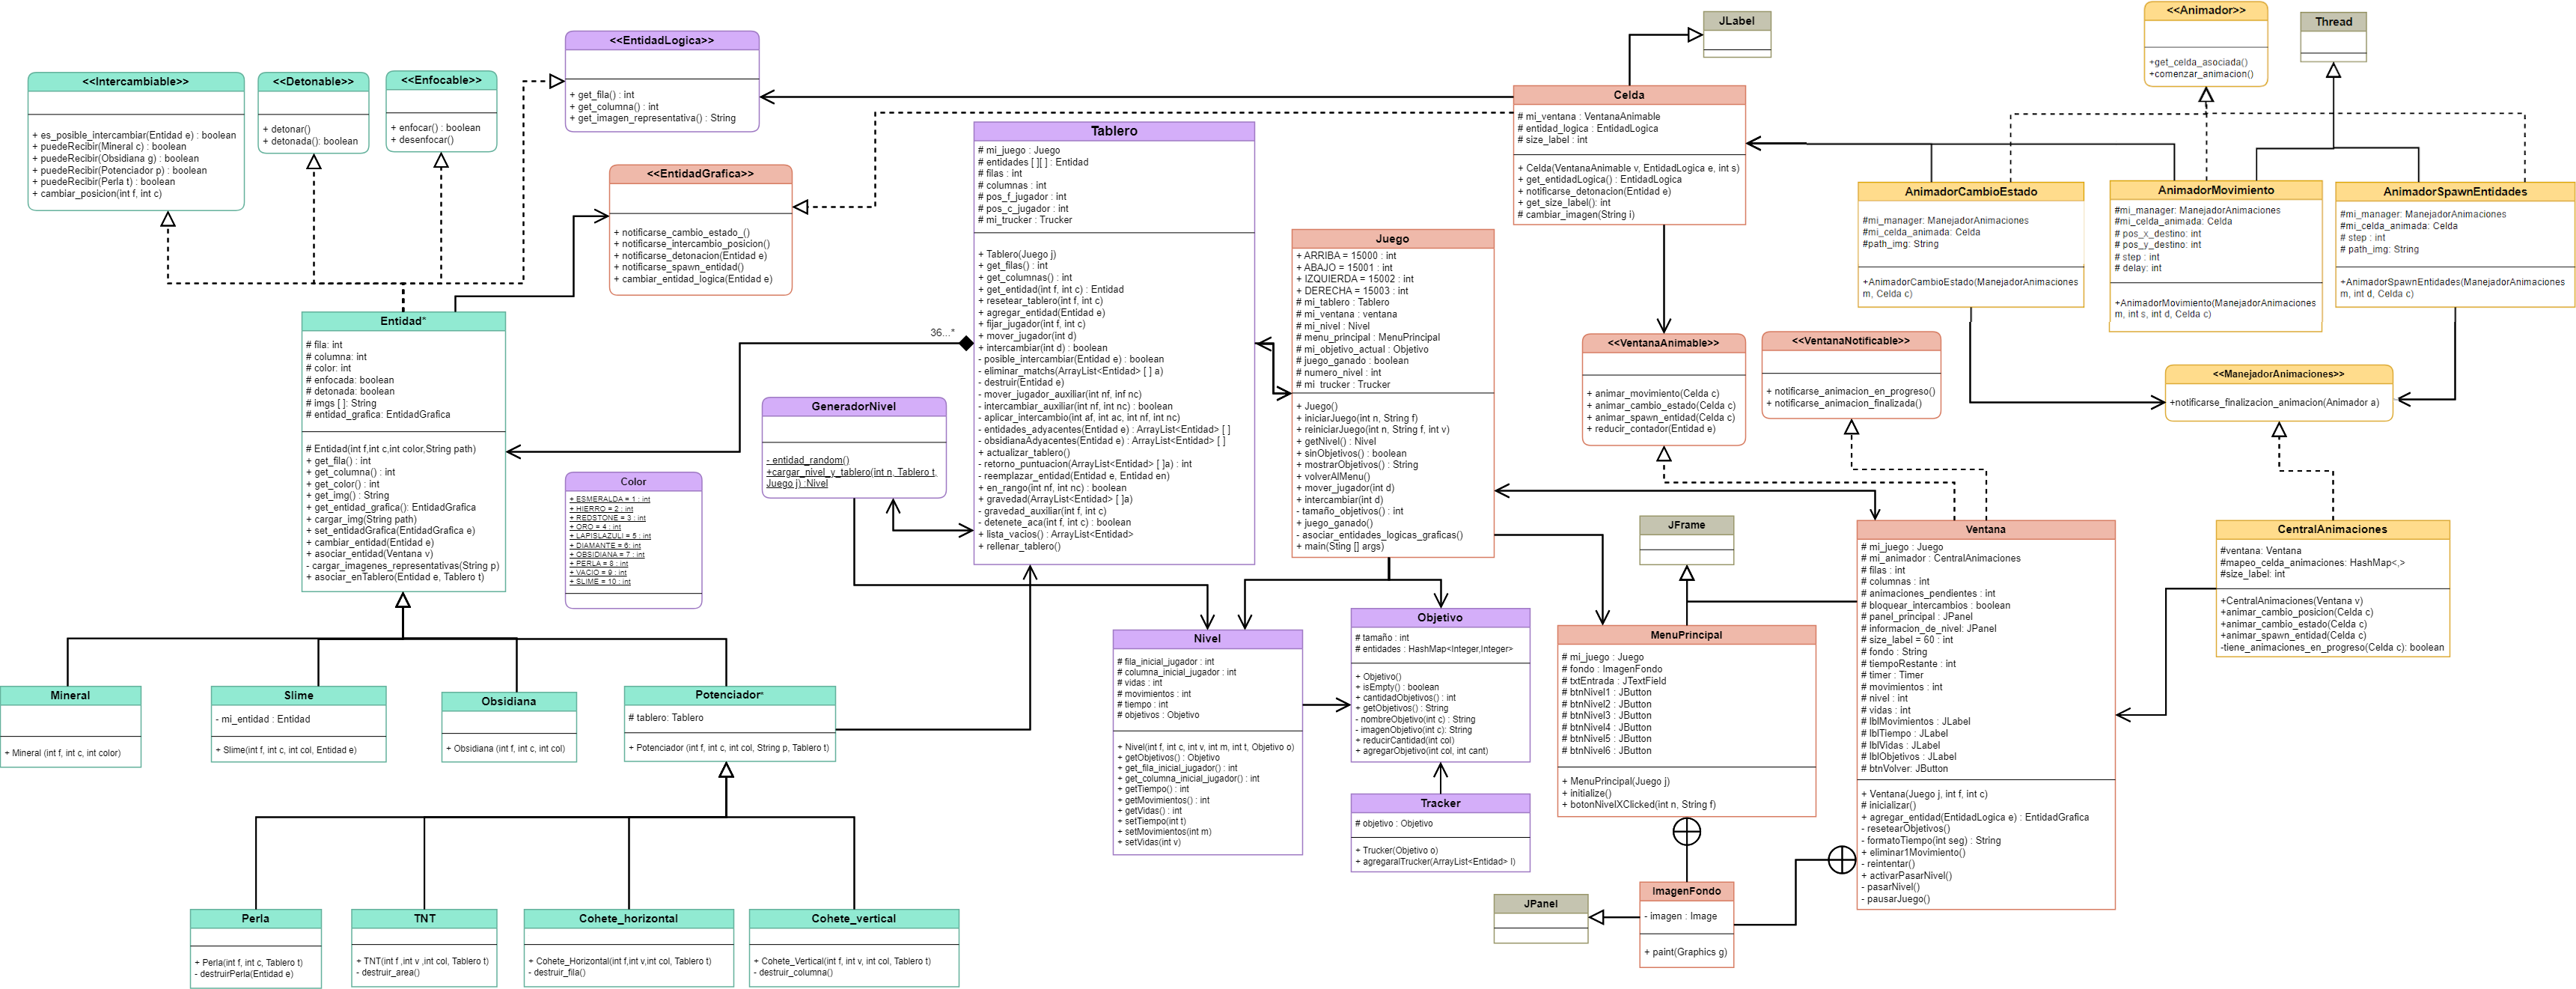 <<Intercambiable>>
+ es_posible_intercambiar(Entidad e) : boolean
+ puedeRecibir(Mineral c) : boolean
+ puedeRecibir(Obsidiana g) : boolean
+ puedeRecibir(Potenciador p) : boolean
+ puedeRecibir(Perla t) : boolean
+ cambiar_posicion(int f, int c)
<<Detonable>>
+ detonar()
+ detonada(): boolean
<<Enfocable>>
+ enfocar() : boolean
+ desenfocar()
<<EntidadLogica>>
+ get_fila() : int
+ get_columna() : int
+ get_imagen_representativa() : String
<<EntidadGrafica>>
+ notificarse_cambio_estado_()
+ notificarse_intercambio_posicion()
+ notificarse_detonacion(Entidad e)
+ notificarse_spawn_entidad()
+ cambiar_entidad_logica(Entidad e)
Entidad*
# fila: int
# columna: int
# color: int
# enfocada: boolean
# detonada: boolean
# imgs [ ]: String
# entidad_grafica: EntidadGrafica
# Entidad(int f,int c,int color,String path)
+ get_fila() : int
+ get_columna() : int
+ get_color() : int
+ get_img() : String
+ get_entidad_grafica(): EntidadGrafica
+ cargar_img(String path)
+ set_entidadGrafica(EntidadGrafica e)
+ cambiar_entidad(Entidad e)
+ asociar_entidad(Ventana v)
- cargar_imagenes_representativas(String p)
+ asociar_enTablero(Entidad e, Tablero t)
Mineral
+ Mineral (int f, int c, int color)
Slime
- mi_entidad : Entidad
+ Slime(int f, int c, int col, Entidad e)
Obsidiana
+ Obsidiana (int f, int c, int col)
Potenciador*
# tablero: Tablero
+ Potenciador (int f, int c, int col, String p, Tablero t)
Perla
+ Perla(int f, int c, Tablero t)
- destruirPerla(Entidad e)
TNT
+ TNT(int f ,int v ,int col, Tablero t)
- destruir_area()
Cohete_horizontal
+ Cohete_Horizontal(int f,int v,int col, Tablero t)
- destruir_fila()
Cohete_vertical
+ Cohete_Vertical(int f, int v, int col, Tablero t)
- destruir_columna()
Color
+ ESMERALDA = 1 : int
+ HIERRO = 2 : int
+ REDSTONE = 3 : int
+ ORO = 4 : int
+ LAPISLAZULI = 5 : int
+ DIAMANTE = 6: int
+ OBSIDIANA = 7 : int
+ PERLA = 8 : int
+ VACIO = 9 : int
+ SLIME = 10 : int
GeneradorNivel
- entidad_random()
+cargar_nivel_y_tablero(int n, Tablero t,
Juego j) :Nivel
36...*
Tablero
# mi_juego : Juego
# entidades [ ][ ] : Entidad
# filas : int
# columnas : int
# pos_f_jugador : int
# pos_c_jugador : int
# mi_trucker : Trucker
+ Tablero(Juego j)
+ get_filas() : int
+ get_columnas() : int
+ get_entidad(int f, int c) : Entidad
+ resetear_tablero(int f, int c)
+ agregar_entidad(Entidad e)
+ fijar_jugador(int f, int c)
+ mover_jugador(int d)
+ intercambiar(int d) : boolean
- posible_intercambiar(Entidad e) : boolean
- eliminar_matchs(ArrayList<Entidad> [ ] a)
- destruir(Entidad e)
- mover_jugador_auxiliar(int nf, inf nc)
- intercambiar_auxiliar(int nf, int nc) : boolean
- aplicar_intercambio(int af, int ac, int nf, int nc)
- entidades_adyacentes(Entidad e) : ArrayList<Entidad> [ ]
- obsidianaAdyacentes(Entidad e) : ArrayList<Entidad> [ ]
+ actualizar_tablero()
- retorno_puntuacion(ArrayList<Entidad> [ ]a) : int
- reemplazar_entidad(Entidad e, Entidad en)
+ en_rango(int nf, int nc) : boolean
+ gravedad(ArrayList<Entidad> [ ]a)
- gravedad_auxiliar(int f, int c)
- detenete_aca(int f, int c) : boolean
+ lista_vacios() : ArrayList<Entidad>
+ rellenar_tablero()
Juego
+ ARRIBA = 15000 : int
+ ABAJO = 15001 : int
+ IZQUIERDA = 15002 : int
+ DERECHA = 15003 : int
# mi_tablero : Tablero
# mi_ventana : ventana
# mi_nivel : Nivel
# menu_principal : MenuPrincipal
# mi_objetivo_actual : Objetivo
# juego_ganado : boolean
# numero_nivel : int
# mi trucker : Trucker
+ Juego()
+ iniciarJuego(int n, String f)
+ reiniciarJuego(int n, String f, int v)
+ getNivel() : Nivel
+ sinObjetivos() : boolean
+ mostrarObjetivos() : String
+ volverAlMenu()
+ mover_jugador(int d)
+ intercambiar(int d)
- tamaño_objetivos() : int
+ juego_ganado()
- asociar_entidades_logicas_graficas()
+ main(Sting [] args)
Nivel
# fila_inicial_jugador : int
# columna_inicial_jugador : int
# vidas : int
# movimientos : int
# tiempo : int
# objetivos : Objetivo
+ Nivel(int f, int c, int v, int m, int t, Objetivo o)
+ getObjetivos() : Objetivo
+ get_fila_inicial_jugador() : int
+ get_columna_inicial_jugador() : int
+ getTiempo() : int
+ getMovimientos() : int
+ getVidas() : int
+ setTiempo(int t)
+ setMovimientos(int m)
+ setVidas(int v)
Objetivo
# tamaño : int
# entidades : HashMap<Integer,Integer>
+ Objetivo()
+ isEmpty() : boolean
+ cantidadObjetivos() : int
+ getObjetivos() : String
- nombreObjetivo(int c) : String
- imagenObjetivo(int c): String
+ reducirCantidad(int col)
+ agregarObjetivo(int col, int cant)
Tracker
# objetivo : Objetivo
+ Trucker(Objetivo o)
+ agregaralTrucker(ArrayList<Entidad> l)
JLabel
Celda
# mi_ventana : VentanaAnimable
# entidad_logica : EntidadLogica
# size_label : int
+ Celda(VentanaAnimable v, EntidadLogica e, int s)
+ get_entidadLogica() : EntidadLogica
+ notificarse_detonacion(Entidad e)
+ get_size_label(): int
# cambiar_imagen(String i)
<<VentanaAnimable>>
+ animar_movimiento(Celda c)
+ animar_cambio_estado(Celda c)
+ animar_spawn_entidad(Celda c)
+ reducir_contador(Entidad e)
<<VentanaNotificable>>
+ notificarse_animacion_en_progreso()
+ notificarse_animacion_finalizada()
JFrame
MenuPrincipal
# mi_juego : Juego
# fondo : ImagenFondo
# txtEntrada : JTextField
# btnNivel1 : JButton
# btnNivel2 : JButton
# btnNivel3 : JButton
# btnNivel4 : JButton
# btnNivel5 : JButton
# btnNivel6 : JButton
+ MenuPrincipal(Juego j)
+ initialize()
+ botonNivelXClicked(int n, String f)
JPanel
ImagenFondo
- imagen : Image
+ paint(Graphics g)
Ventana
# mi_juego : Juego
# mi_animador : CentralAnimaciones
# filas : int
# columnas : int
# animaciones_pendientes : int
# bloquear_intercambios : boolean
# panel_principal : JPanel
# informacion_de_nivel: JPanel
# size_label = 60 : int
# fondo : String
# tiempoRestante : int
# timer : Timer
# movimientos : int
# nivel : int
# vidas : int
# lblMovimientos : JLabel
# lblTiempo : JLabel
# lblVidas : JLabel
# lblObjetivos : JLabel
# btnVolver: JButton
+ Ventana(Juego j, int f, int c)
# inicializar()
+ agregar_entidad(EntidadLogica e) : EntidadGrafica
- resetearObjetivos()
- formatoTiempo(int seg) : String
+ eliminar1Movimiento()
- reintentar()
+ activarPasarNivel()
- pasarNivel()
- pausarJuego()
<<Animador>>
+get_celda_asociada()
+comenzar_animacion()
Thread
AnimadorCambioEstado
#mi_manager: ManejadorAnimaciones
#mi_celda_animada: Celda
#path_img: String
+AnimadorCambioEstado(ManejadorAnimaciones
m, Celda c)
AnimadorMovimiento
#mi_manager: ManejadorAnimaciones
#mi_celda_animada: Celda
# pos_x_destino: int
# pos_y_destino: int
# step : int
# delay: int
+AnimadorMovimiento(ManejadorAnimaciones
m, int s, int d, Celda c)
AnimadorSpawnEntidades
#mi_manager: ManejadorAnimaciones
#mi_celda_animada: Celda
# step : int
# path_img: String
+AnimadorSpawnEntidades(ManejadorAnimaciones
m, int d, Celda c)
<<ManejadorAnimaciones>>
+notificarse_finalizacion_animacion(Animador a)
CentralAnimaciones
#ventana: Ventana
#mapeo_celda_animaciones: HashMap<,>
#size_label: int
+CentralAnimaciones(Ventana v)
+animar_cambio_posicion(Celda c)
+animar_cambio_estado(Celda c)
+animar_spawn_entidad(Celda c)
-tiene_animaciones_en_progreso(Celda c): boolean